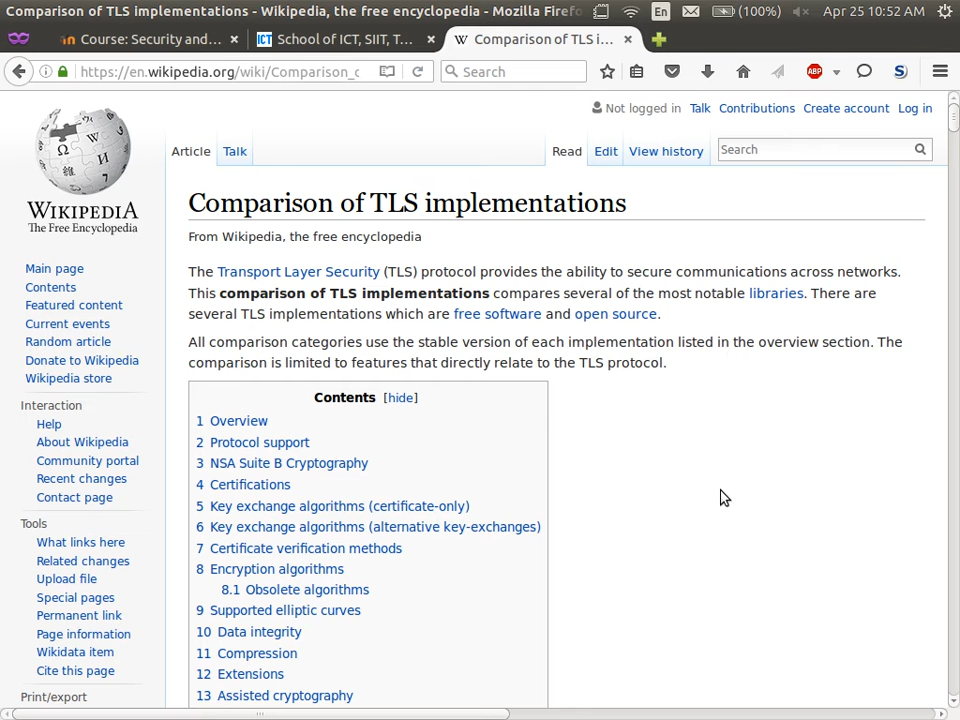 Comparison of TLS implementations - Wikipedia, the free encyclopedia - Mozilla Firefo
En
(100%)
Apr 25 10:52 AM
Course: Security and...
ICT School of ICT, SIIT, T...
W Comparison of TLS i...
https://en.wikipedia.org/wiki/Comparison_c
Search
ABP
S
Not logged in Talk Contributions Create account Log in
Article Talk
Read Edit View history
Search
WIKIPEDIA
The Free Encyclopedia
Main page
Contents
Featured content
Current events
Random article
Donate to Wikipedia
Wikipedia store
Interaction
Help
About Wikipedia
Community portal
Recent changes
Contact page
Tools
What links here
Related changes
Upload file
Special pages
Permanent link
Page information
Wikidata item
Cite this page
Print/export
Comparison of TLS implementations
From Wikipedia, the free encyclopedia
The Transport Layer Security (TLS) protocol provides the ability to secure communications across networks.
This comparison of TLS implementations compares several of the most notable libraries. There are
several TLS implementations which are free software and open source.
All comparison categories use the stable version of each implementation listed in the overview section. The
comparison is limited to features that directly relate to the TLS protocol.
Contents [hide]
1 Overview
2 Protocol support
3 NSA Suite B Cryptography
4 Certifications
5 Key exchange algorithms (certificate-only)
6 Key exchange algorithms (alternative key-exchanges)
7 Certificate verification methods
8 Encryption algorithms
8.1 Obsolete algorithms
9 Supported elliptic curves
10 Data integrity
11 Compression
12 Extensions
13 Assisted cryptography